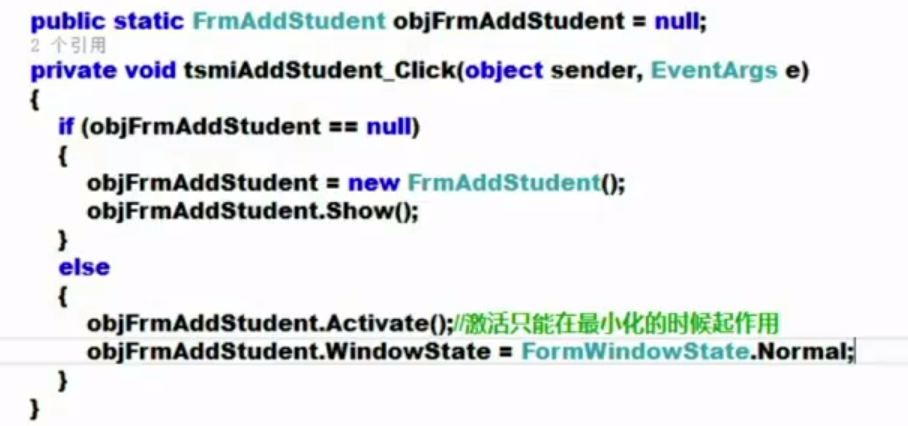 public static FrmAddStudent objFrmAddStudent = null;
2 个引用
private void tsmiAddStudent_Click(object sender, EventArgs e)
{
if (objFrmAddStudent == null)
{
objFrmAddStudent = new FrmAddStudent();
objFrmAddStudent.Show();
}
else
{
objFrmAddStudent.Activate();//激活只能在最小化的时候起作用
objFrmAddStudent.WindowState = FormWindowState.Normal;
}
}